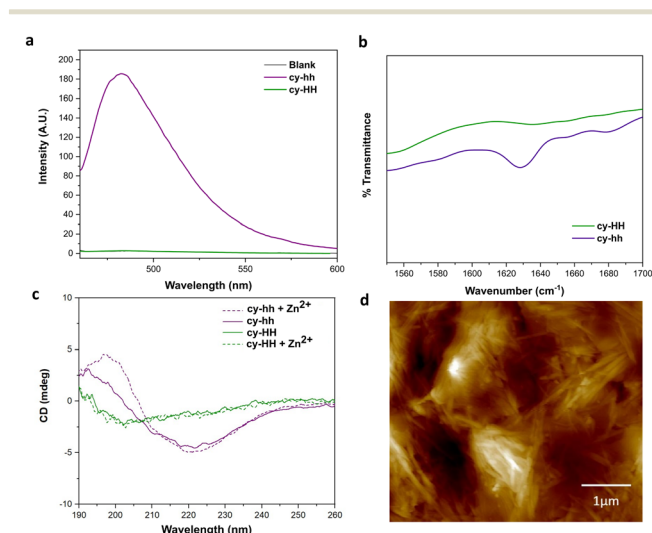 a
200
180
160
140
120
100
80
60
40
20
0
Intensity (A.U.)
500
550
600
Wavelength (nm)
Blank
cy-hh
cy-HH
b
% Transmittance
cy-HH
cy-hh
1560 1580 1600 1620 1640 1660 1680 1700
Wavenumber (cm⁻¹)
c
10
5
0
-5
-10
CD (mdeg)
cy-hh + Zn²⁺
cy-hh
cy-HH
cy-HH + Zn²⁺
190 200 210 220 230 240 250 260
Wavelength (nm)
d
1µm